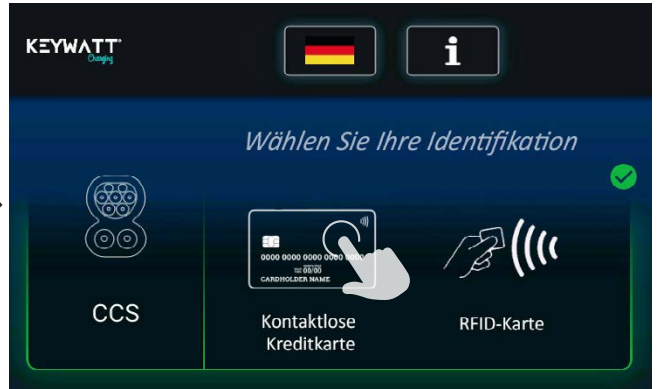 KEYWATT
Charging
i
Wählen Sie Ihre Identifikation
0000 0000 0000 0000 0000
00/00
CARDHOLDER NAME
CCS
Kontaktlose
Kreditkarte
RFID-Karte